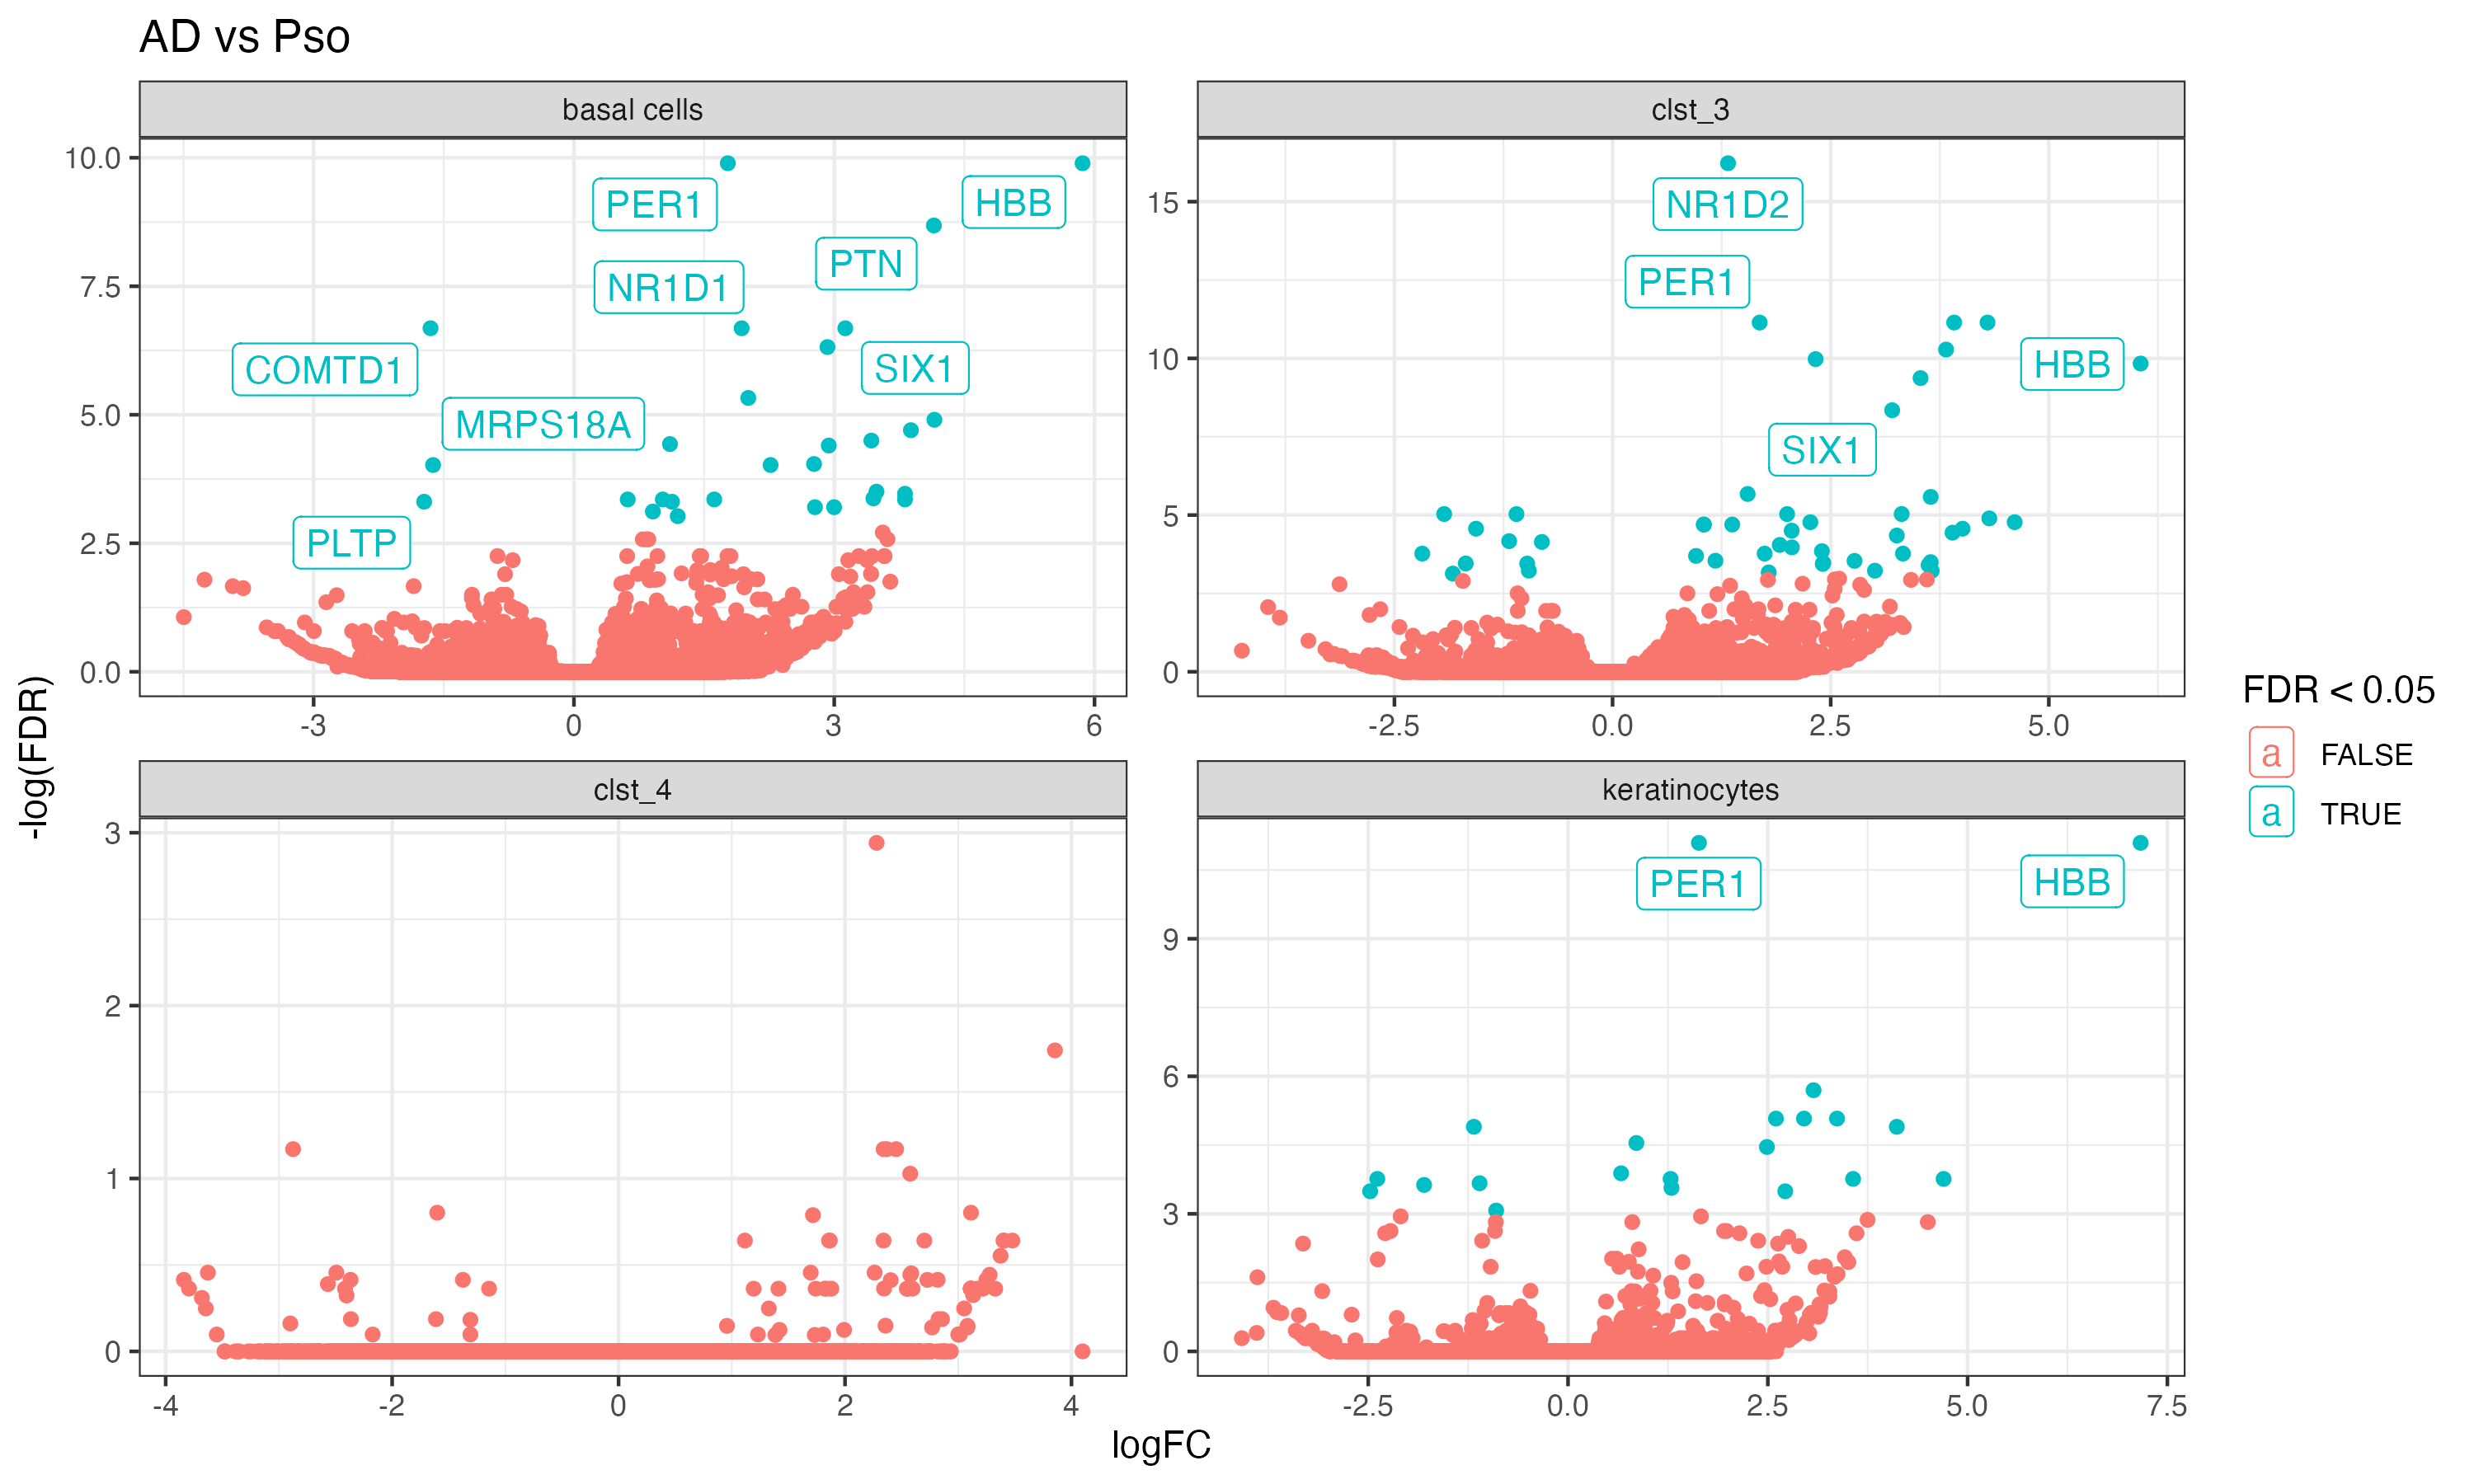 AD vs Pso
basal cells
10.0
7.5
5.0
2.5
0.0
PER1
HBB
PTN
NR1D1
COMTD1
SIX1
MRPS18A
PLTP
-3
0
3
6
clst_3
15
10
5
0
NR1D2
PER1
HBB
SIX1
-2.5
0.0
2.5
5.0
-log(FDR)
clst_4
3
2
1
0
-4
-2
0
2
4
keratinocytes
9
6
3
0
PER1
HBB
-2.5
0.0
2.5
5.0
7.5
logFC
FDR < 0.05
a FALSE
a TRUE